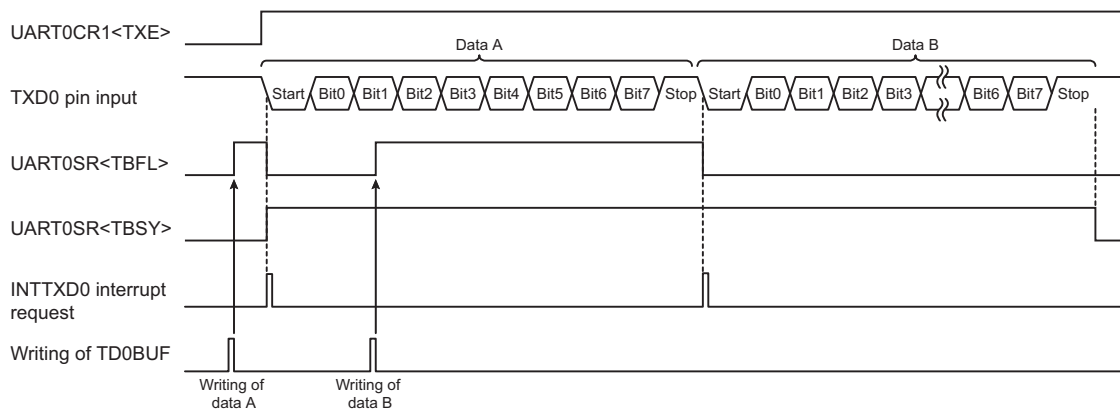 UART0CR1<TXE>
Data A
Data B
TXD0 pin input
Start Bit0 Bit1 Bit2 Bit3 Bit4 Bit5 Bit6 Bit7 Stop Start Bit0 Bit1 Bit2 Bit3 Bit6 Bit7 Stop
UART0SR<TBFL>
UART0SR<TBSY>
INTTXD0 interrupt
request
Writing of TD0BUF
Writing of
data A
Writing of
data B